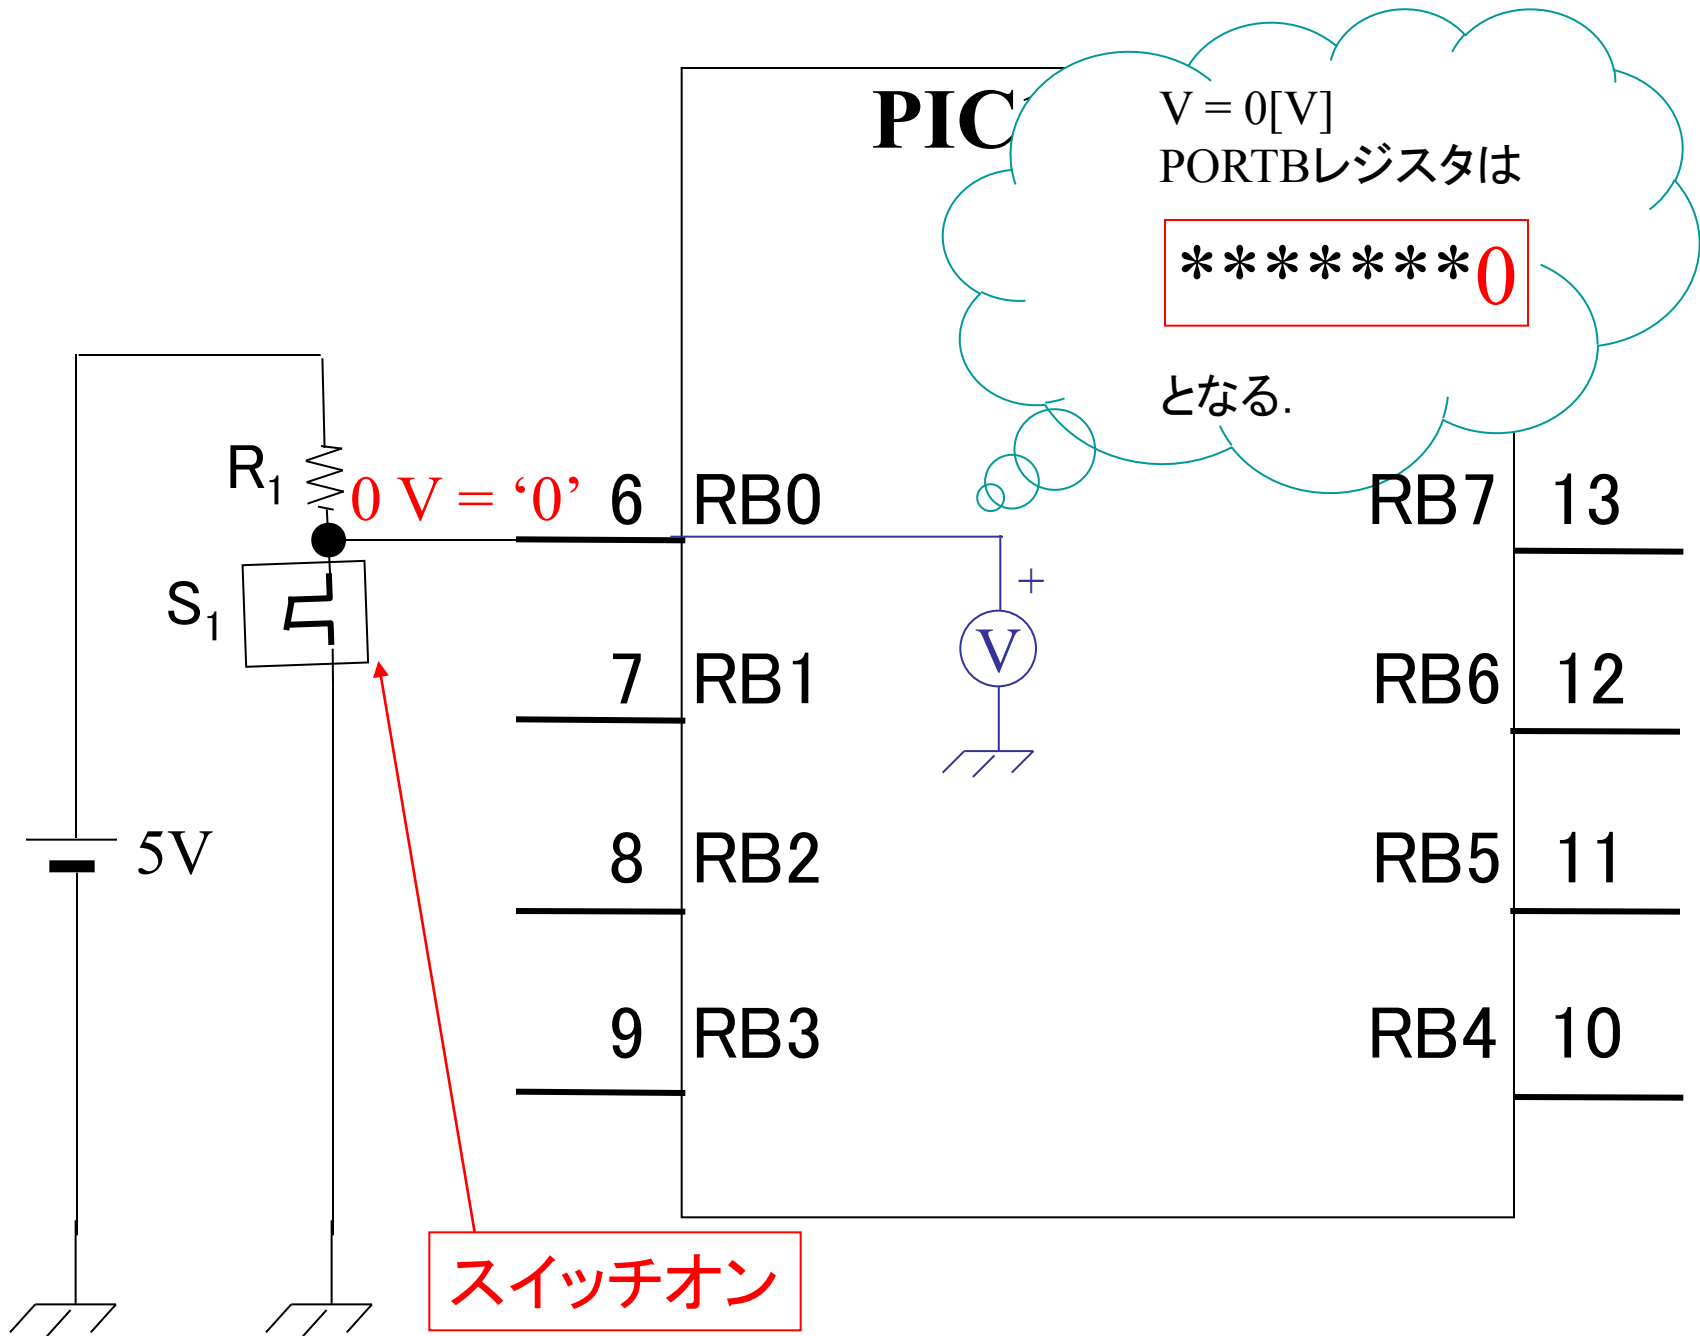 PIC
V = 0[V]
PORTBレジスタは
*******0
となる.
R1
0 V = ‘0’
6 RB0
RB7 13
S1
+
V
7 RB1
RB6 12
5V
8 RB2
RB5 11
9 RB3
RB4 10
スイッチオン